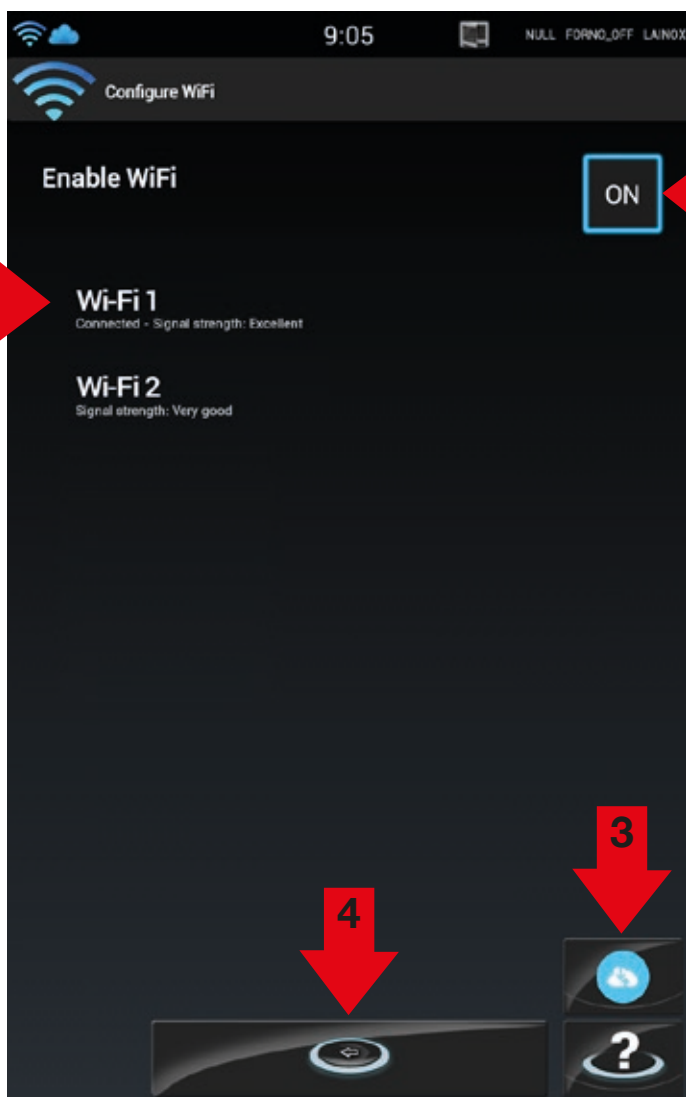 9:05 NULL FORNO_OFF LAINOX
Configure WiFi
Enable WiFi
ON
Wi-Fi 1
Connected - Signal strength: Excellent
Wi-Fi 2
Signal strength: Very good
3
4
?